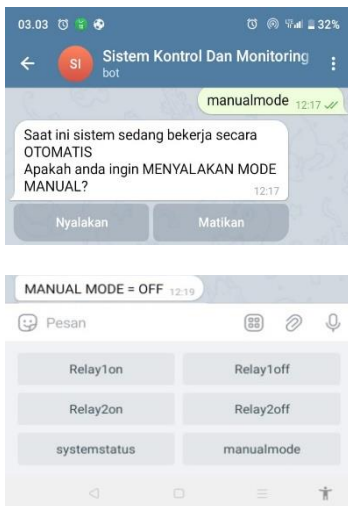 03.03 32%
SI Sistem Kontrol Dan Monitoring
bot
manualmode 12:17
Saat ini sistem sedang bekerja secara
OTOMATIS
Apakah anda ingin MENYALAKAN MODE
MANUAL?
12:17
Nyalakan Matikan
MANUAL MODE = OFF 12:19
Pesan
Relay1on Relay1off
Relay2on Relay2off
systemstatus manualmode